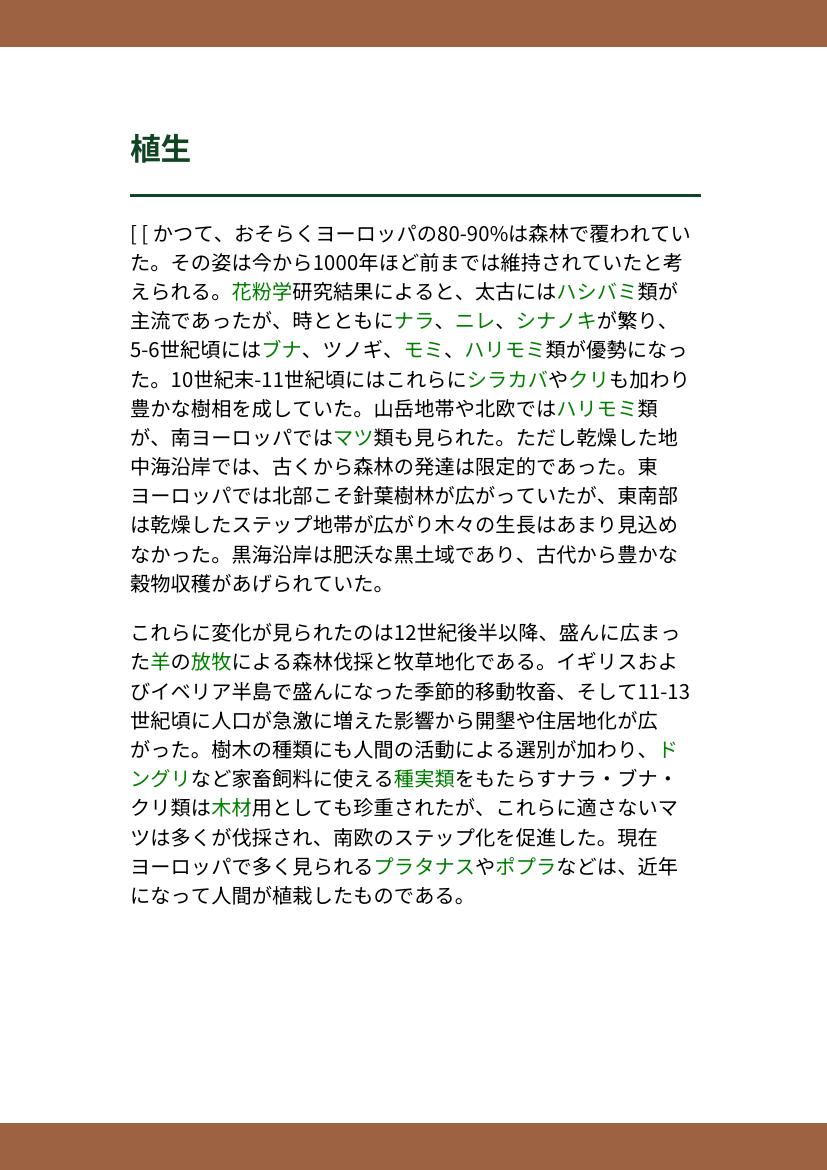 植生
[ [ かつて、おそらくヨーロッパの80-90%は森林で覆われてい
た。その姿は今から1000年ほど前までは維持されていたと考
えられる。花粉学研究結果によると、太古にはハシバミ類が
主流であったが、時とともにナラ、ニレ、シナノキが繁り、
5-6世紀頃にはブナ、ツノギ、モミ、ハリモミ類が優勢になっ
た。10世紀末-11世紀頃にはこれらにシラカバやクリも加わり
豊かな樹相を成していた。山岳地帯や北欧ではハリモミ類
が、南ヨーロッパではマツ類も見られた。ただし乾燥した地
中海沿岸では、古くから森林の発達は限定的であった。東
ヨーロッパでは北部こそ針葉樹林が広がっていたが、東南部
は乾燥したステップ地帯が広がり木々の生長はあまり見込め
なかった。黒海沿岸は肥沃な黒土域であり、古代から豊かな
穀物収穫があげられていた。
これらに変化が見られたのは12世紀後半以降、盛んに広まっ
た羊の放牧による森林伐採と牧草地化である。イギリスおよ
びイベリア半島で盛んになった季節的移動牧畜、そして11-13
世紀頃に人口が急激に増えた影響から開墾や住居地化が広
がった。樹木の種類にも人間の活動による選別が加わり、ド
ングリなど家畜飼料に使える種実類をもたらすナラ・ブナ・
クリ類は木材用としても珍重されたが、これらに適さないマ
ツは多くが伐採され、南欧のステップ化を促進した。現在
ヨーロッパで多く見られるプラタナスやポプラなどは、近年
になって人間が植栽したものである。